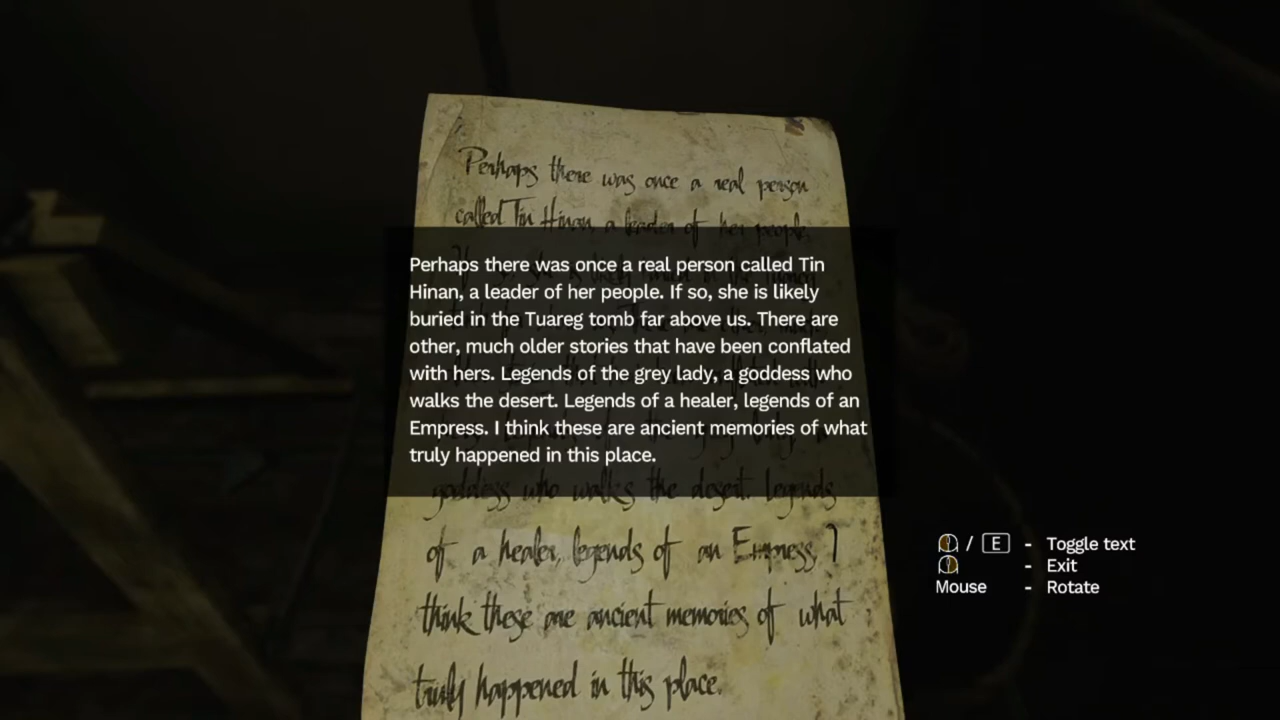 Perhaps there was once a real person
called Tin Hinan, a leader of her people.
Perhaps there was once a real person called Tin
Hinan, a leader of her people. If so, she is likely
buried in the Tuareg tomb far above us. There are
other, much older stories that have been conflated
with hers. Legends of the grey lady, a goddess who
walks the desert. Legends of a healer, legends of an
Empress. I think these are ancient memories of what
truly happened in this place.
goddess who walks the desert. Legends
of a healer, legends of an Empress. I
think these are ancient memories of what
truly happened in this place.
/ E - Toggle text
- Exit
Mouse - Rotate